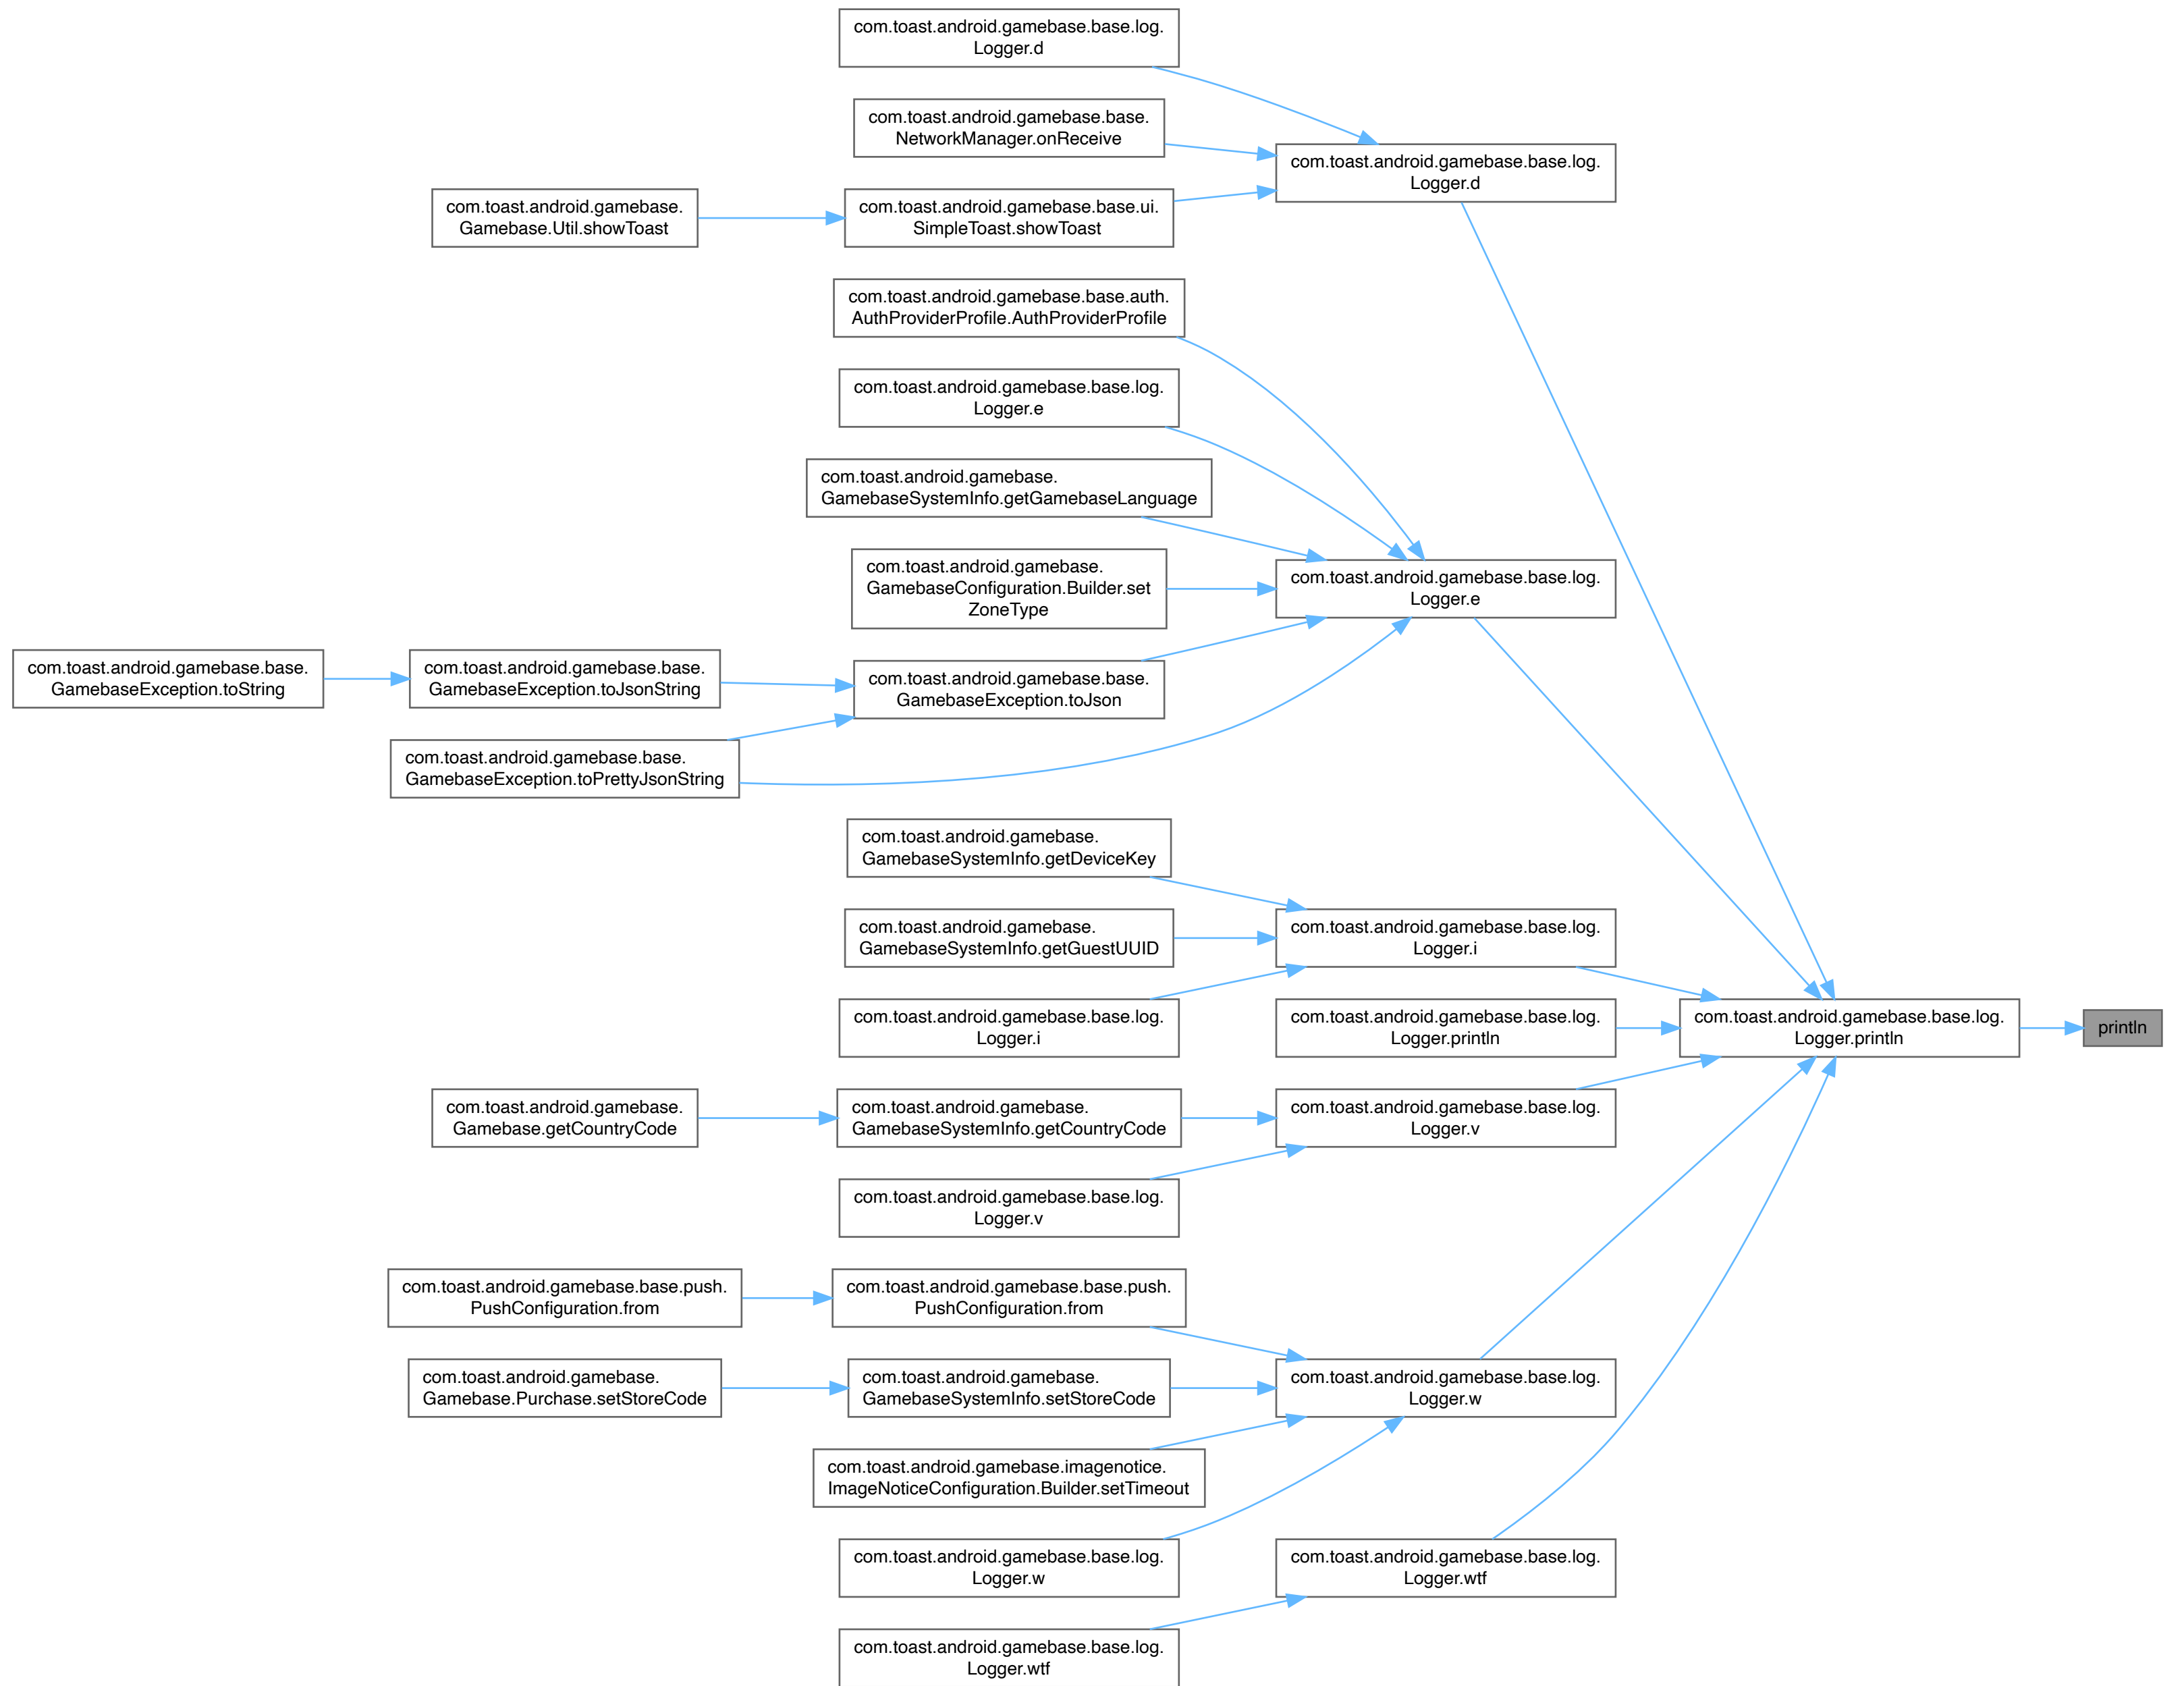 com.toast.android.gamebase.base.log.
Logger.d
com.toast.android.gamebase.base.
NetworkManager.onReceive
com.toast.android.gamebase.base.log.
Logger.d
com.toast.android.gamebase.
Gamebase.Util.showToast
com.toast.android.gamebase.base.ui.
SimpleToast.showToast
com.toast.android.gamebase.base.auth.
AuthProviderProfile.AuthProviderProfile
com.toast.android.gamebase.base.log.
Logger.e
com.toast.android.gamebase.
GamebaseSystemInfo.getGamebaseLanguage
com.toast.android.gamebase.
GamebaseConfiguration.Builder.set
ZoneType
com.toast.android.gamebase.base.log.
Logger.e
com.toast.android.gamebase.base.
GamebaseException.toString
com.toast.android.gamebase.base.
GamebaseException.toJsonString
com.toast.android.gamebase.base.
GamebaseException.toJson
com.toast.android.gamebase.base.
GamebaseException.toPrettyJsonString
com.toast.android.gamebase.
GamebaseSystemInfo.getDeviceKey
com.toast.android.gamebase.
GamebaseSystemInfo.getGuestUUID
com.toast.android.gamebase.base.log.
Logger.i
com.toast.android.gamebase.base.log.
Logger.i
com.toast.android.gamebase.base.log.
Logger.println
com.toast.android.gamebase.base.log.
Logger.println
println
com.toast.android.gamebase.
Gamebase.getCountryCode
com.toast.android.gamebase.
GamebaseSystemInfo.getCountryCode
com.toast.android.gamebase.base.log.
Logger.v
com.toast.android.gamebase.base.log.
Logger.v
com.toast.android.gamebase.base.push.
PushConfiguration.from
com.toast.android.gamebase.base.push.
PushConfiguration.from
com.toast.android.gamebase.
Gamebase.Purchase.setStoreCode
com.toast.android.gamebase.
GamebaseSystemInfo.setStoreCode
com.toast.android.gamebase.base.log.
Logger.w
com.toast.android.gamebase.imagenotice.
ImageNoticeConfiguration.Builder.setTimeout
com.toast.android.gamebase.base.log.
Logger.w
com.toast.android.gamebase.base.log.
Logger.wtf
com.toast.android.gamebase.base.log.
Logger.wtf